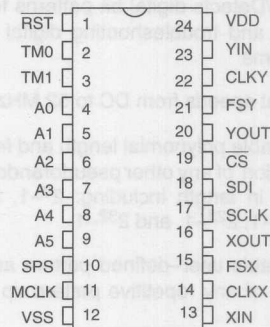 RST 1 24 VDD
TM0 2 23 YIN
TM1 3 22 CLKY
A0 4 21 FSY
A1 5 20 YOUT
A2 6 19 CS
A3 7 18 SDI
A4 8 17 SCLK
A5 9 16 XOUT
SPS 10 15 FSX
MCLK 11 14 CLKX
VSS 12 13 XIN